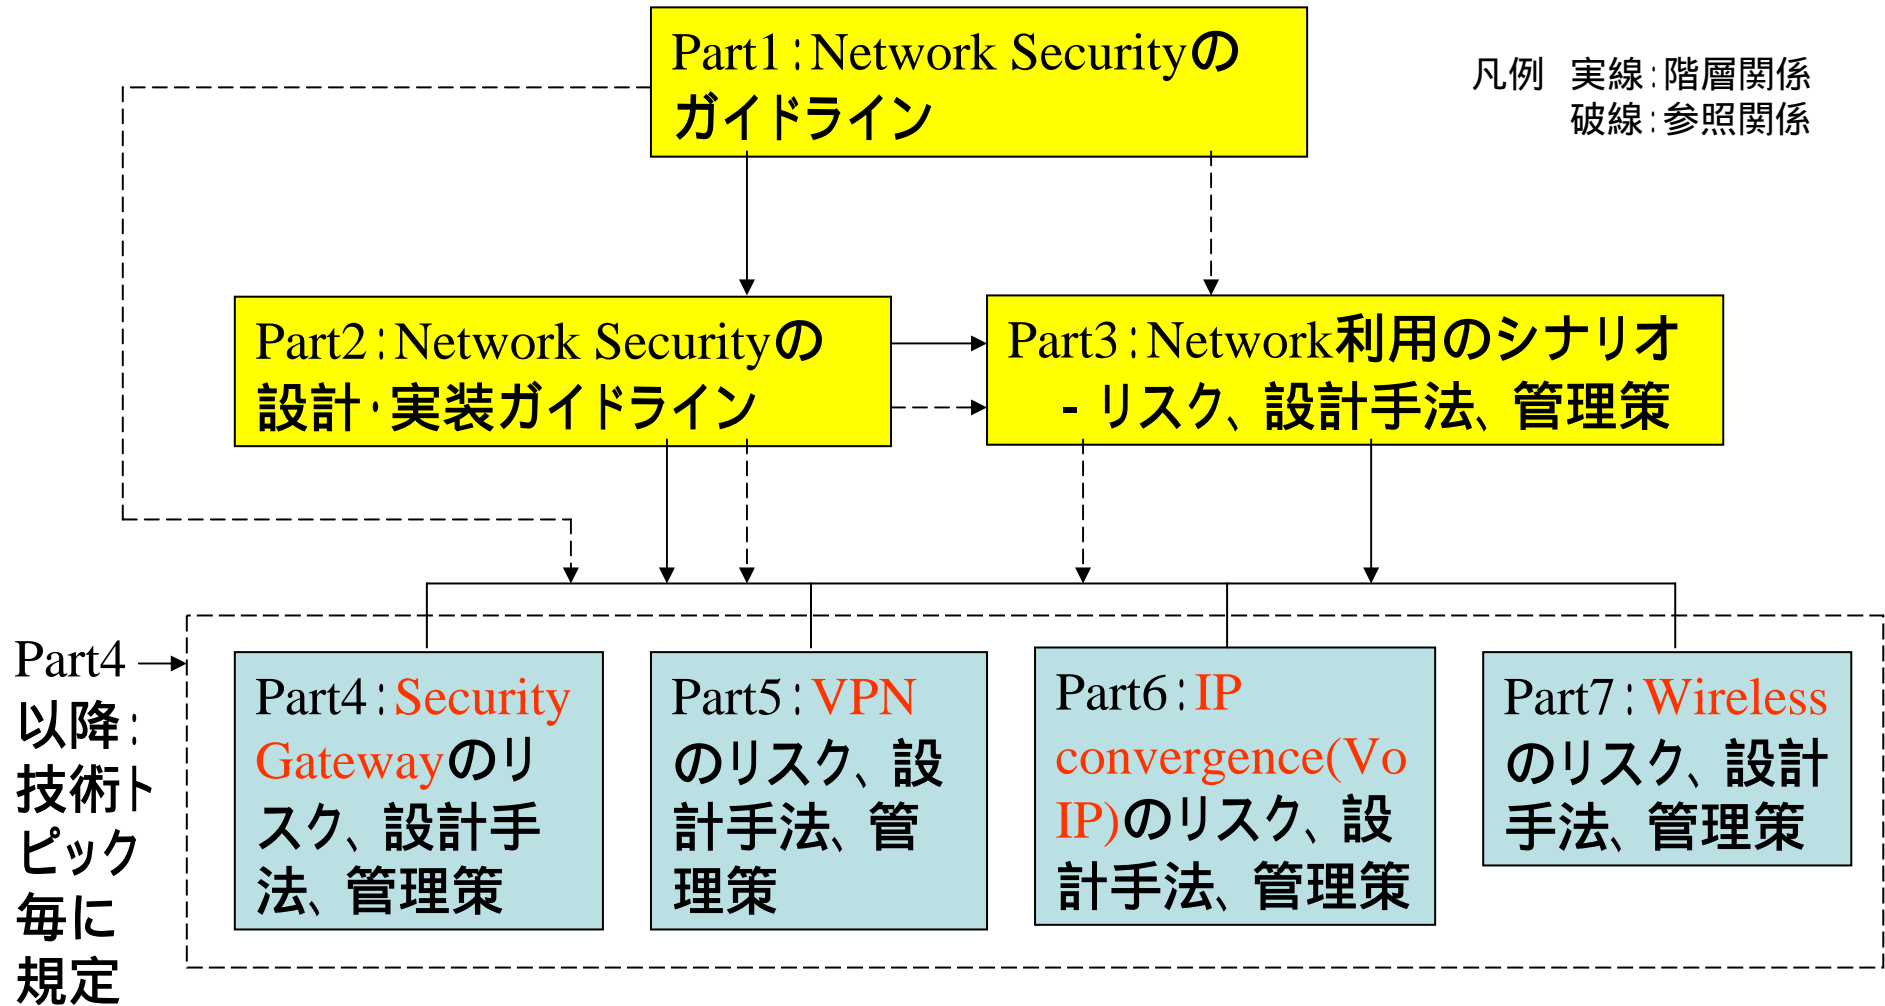 Part1:Network Securityの
ガイドライン
凡例 実線:階層関係
破線:参照関係
Part2:Network Securityの
設計・実装ガイドライン
Part3:Network利用のシナリオ
- リスク、設計手法、管理策
Part4
以降:
技術ト
ピック
毎に
規定
Part4:Security
Gatewayのリ
スク、設計手
法、管理策
Part5:VPN
のリスク、設
計手法、管
理策
Part6:IP
convergence(Vo
IP)のリスク、設
計手法、管理策
Part7:Wireless
のリスク、設計
手法、管理策